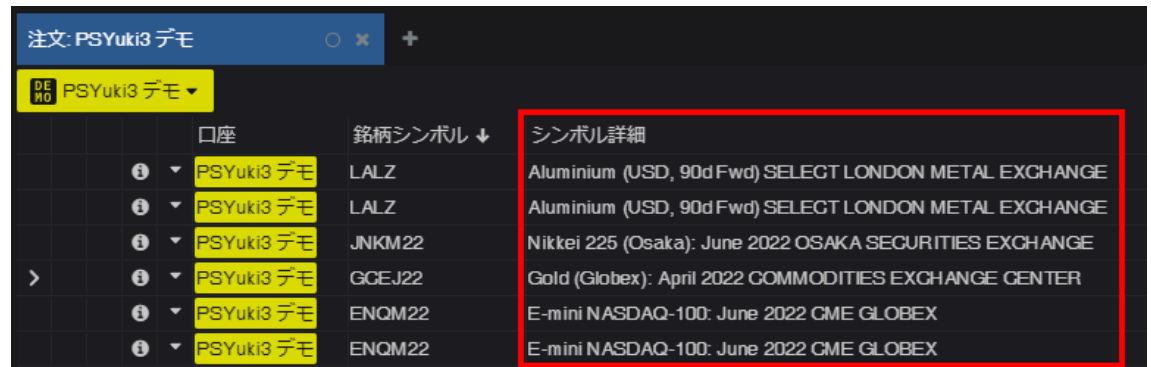 注文: PSYuki3 デモ
DEMO PSYuki3 デモ
口座 銘柄シンボル シンボル詳細
PSYuki3 デモ LALZ Aluminium (USD, 90d Fwd) SELECT LONDON METAL EXCHANGE
PSYuki3 デモ LALZ Aluminium (USD, 90d Fwd) SELECT LONDON METAL EXCHANGE
PSYuki3 デモ JNKM22 Nikkei 225 (Osaka): June 2022 OSAKA SECURITIES EXCHANGE
PSYuki3 デモ GCEJ22 Gold (Globex): April 2022 COMMODITIES EXCHANGE CENTER
PSYuki3 デモ ENQM22 E-mini NASDAQ-100: June 2022 CME GLOBEX
PSYuki3 デモ ENQM22 E-mini NASDAQ-100: June 2022 CME GLOBEX